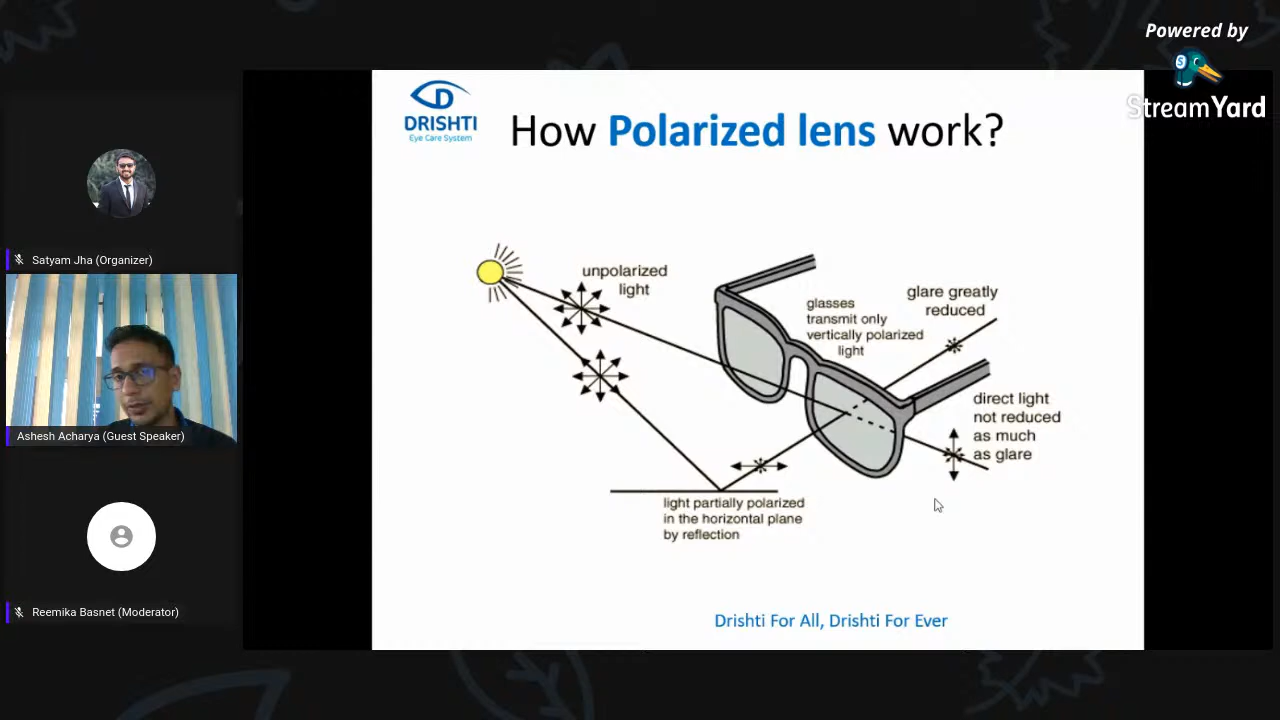 Powered by
StreamYard
DRISHTI
Eye Care System
How Polarized lens work?
unpolarized
light
glasses
transmit only
vertically polarized
light
glare greatly
reduced
direct light
not reduced
as much
as glare
light partially polarized
in the horizontal plane
by reflection
Drishti For All, Drishti For Ever
Satyam Jha (Organizer)
Ashesh Acharya (Guest Speaker)
Reemika Basnet (Moderator)